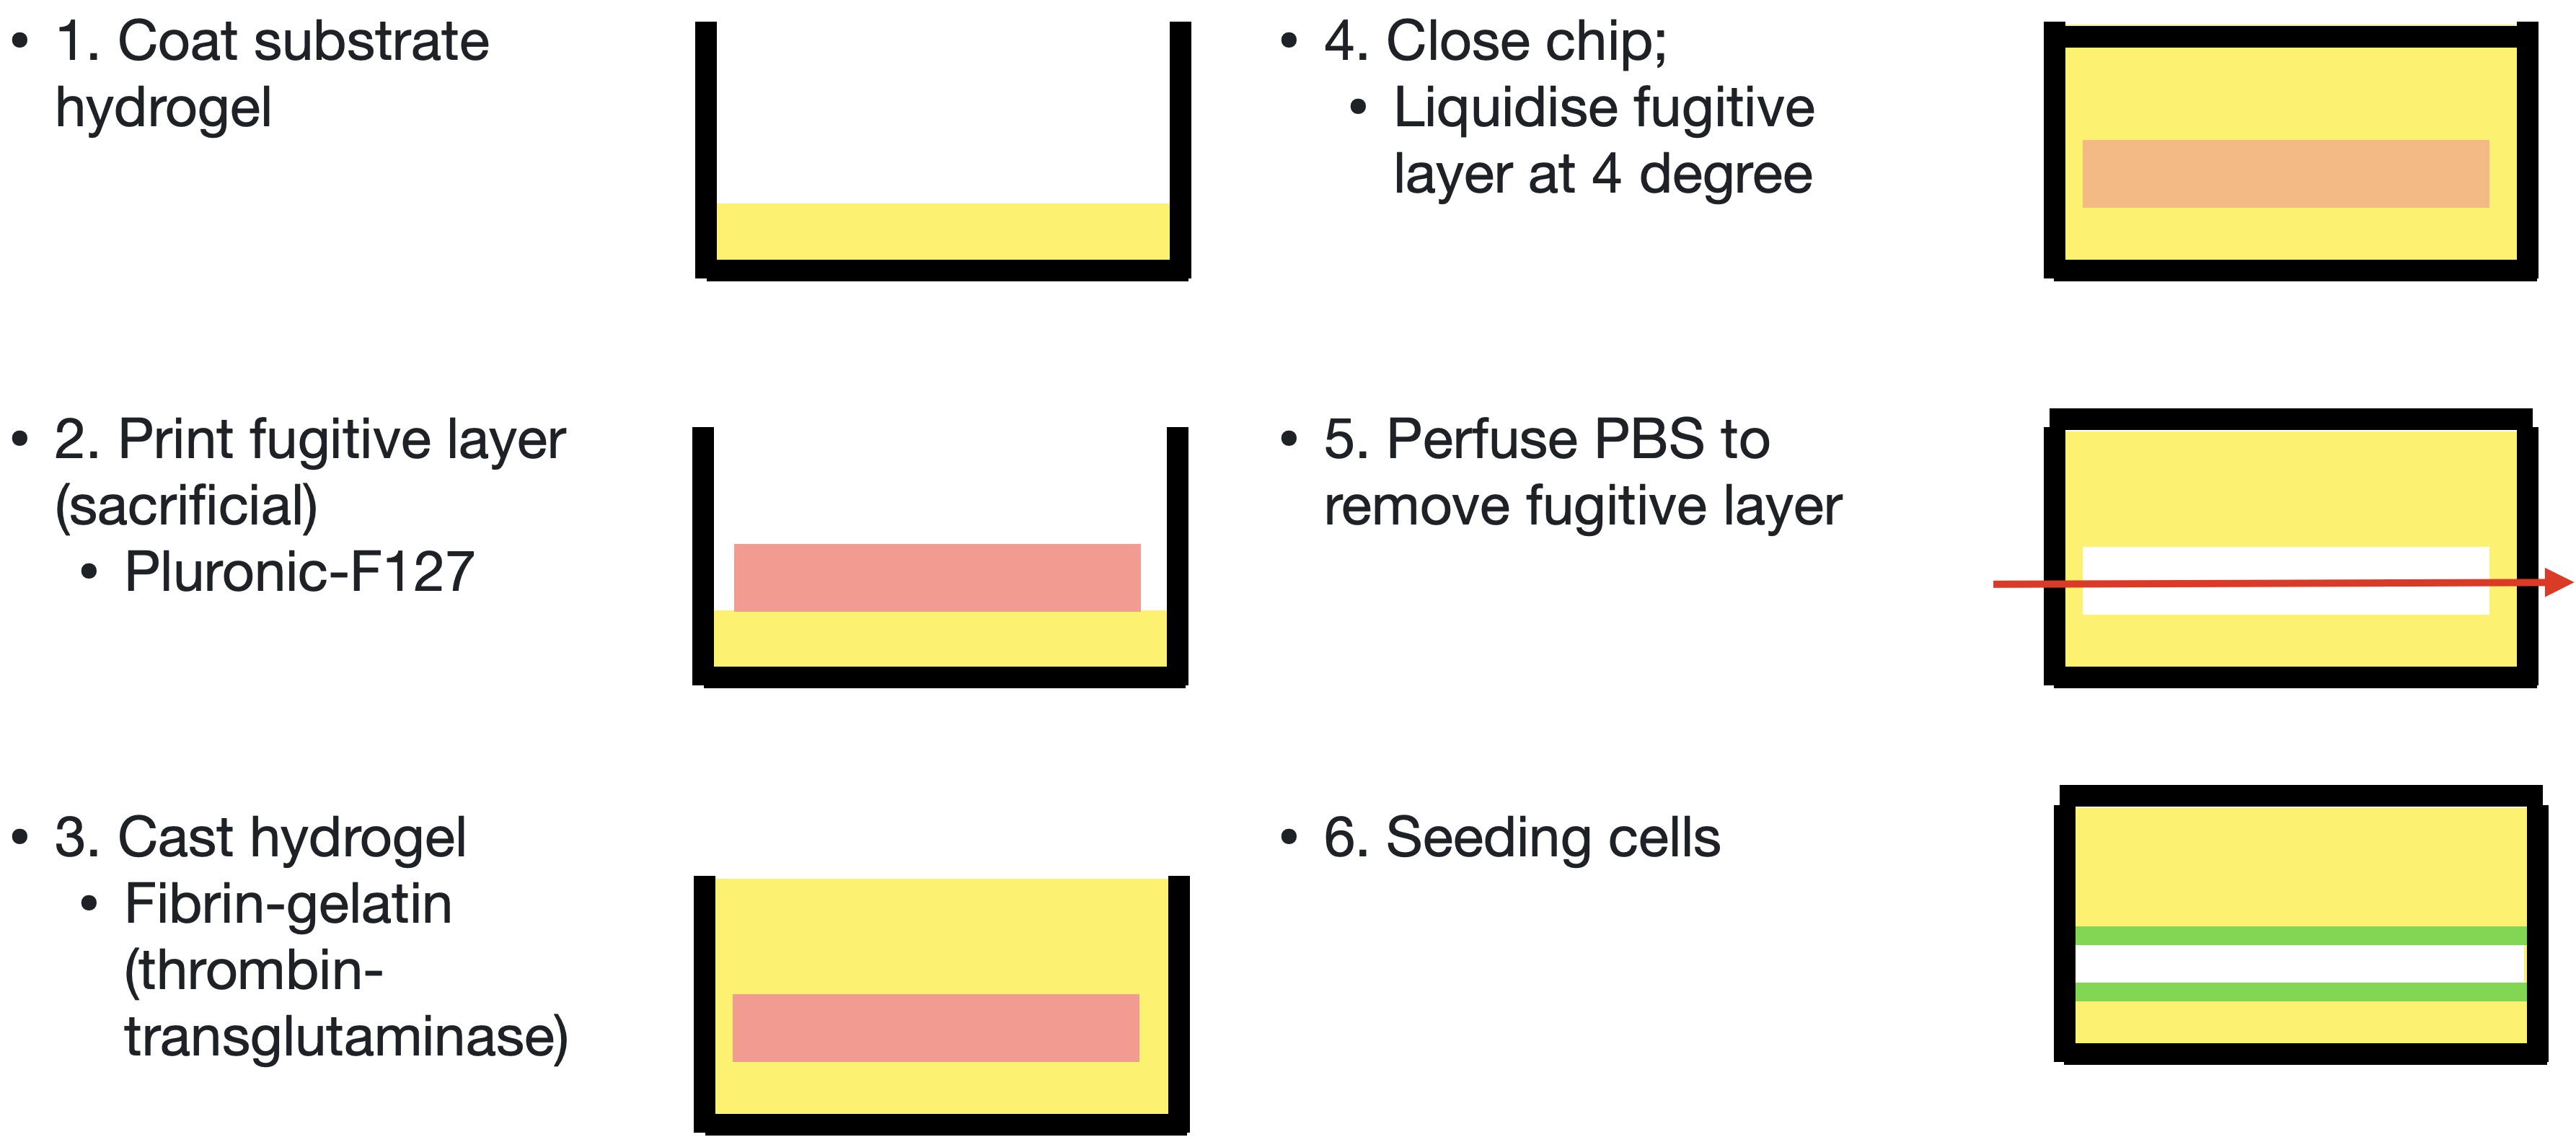 • 1. Coat substrate
hydrogel
• 2. Print fugitive layer
(sacrificial)
• Pluronic-F127
• 3. Cast hydrogel
• Fibrin-gelatin
(thrombin-
transglutaminase)
• 4. Close chip;
• Liquidise fugitive
layer at 4 degree
• 5. Perfuse PBS to
remove fugitive layer
• 6. Seeding cells